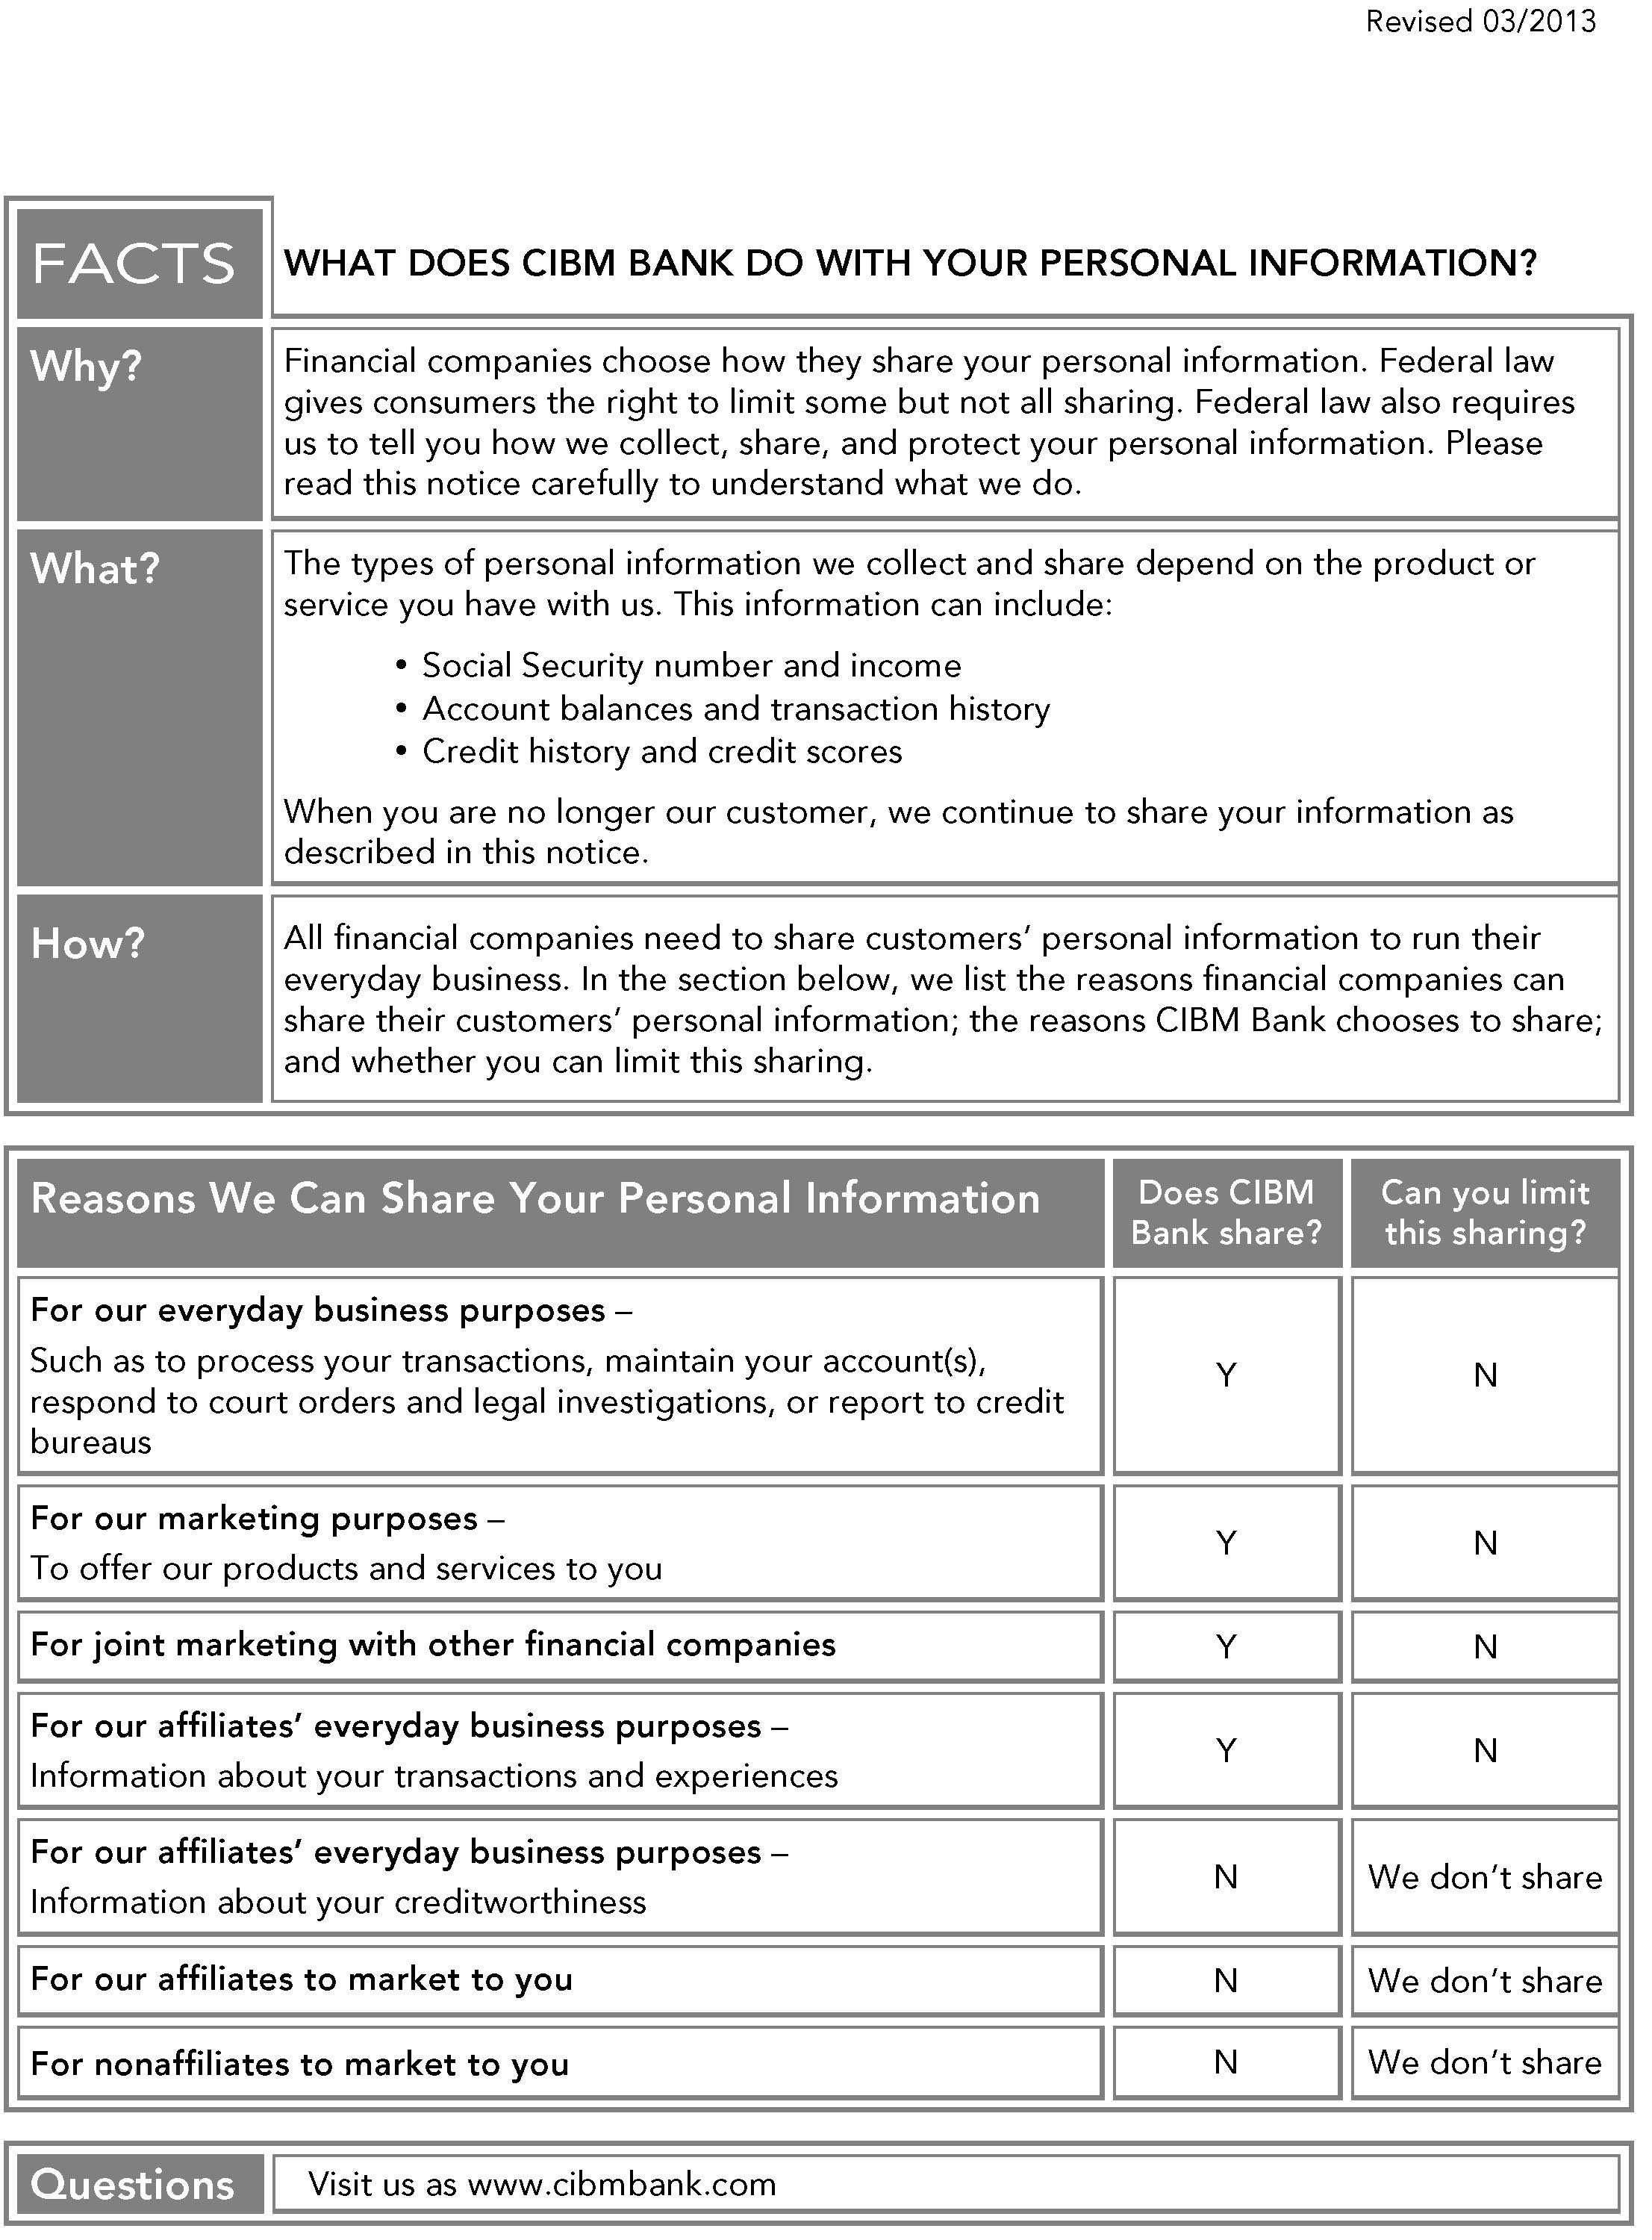 Revised 03/2013
FACTS
WHAT DOES CIBM BANK DO WITH YOUR PERSONAL INFORMATION?
Why?
Financial companies choose how they share your personal information. Federal law
gives consumers the right to limit some but not all sharing. Federal law also requires
us to tell you how we collect, share, and protect your personal information. Please
read this notice carefully to understand what we do.
What?
The types of personal information we collect and share depend on the product or
service you have with us. This information can include:
• Social Security number and income
• Account balances and transaction history
• Credit history and credit scores
When you are no longer our customer, we continue to share your information as
described in this notice.
How?
All financial companies need to share customers’ personal information to run their
everyday business. In the section below, we list the reasons financial companies can
share their customers’ personal information; the reasons CIBM Bank chooses to share;
and whether you can limit this sharing.
Reasons We Can Share Your Personal Information
Does CIBM
Bank share?
Can you limit
this sharing?
For our everyday business purposes –
Such as to process your transactions, maintain your account(s),
respond to court orders and legal investigations, or report to credit
bureaus
Y
N
For our marketing purposes –
To offer our products and services to you
Y
N
For joint marketing with other financial companies
Y
N
For our affiliates’ everyday business purposes –
Information about your transactions and experiences
Y
N
For our affiliates’ everyday business purposes –
Information about your creditworthiness
N
We don’t share
For our affiliates to market to you
N
We don’t share
For nonaffiliates to market to you
N
We don’t share
Questions
Visit us as www.cibmbank.com